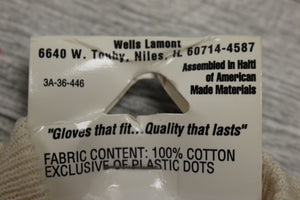 Wells Lamont
6640 W. Touhy, Niles, IL 60714-4587
3A-36-446
Assembled in Haiti
of American
Made Materials
"Gloves that fit...Quality that lasts"
FABRIC CONTENT: 100% COTTON
EXCLUSIVE OF PLASTIC DOTS